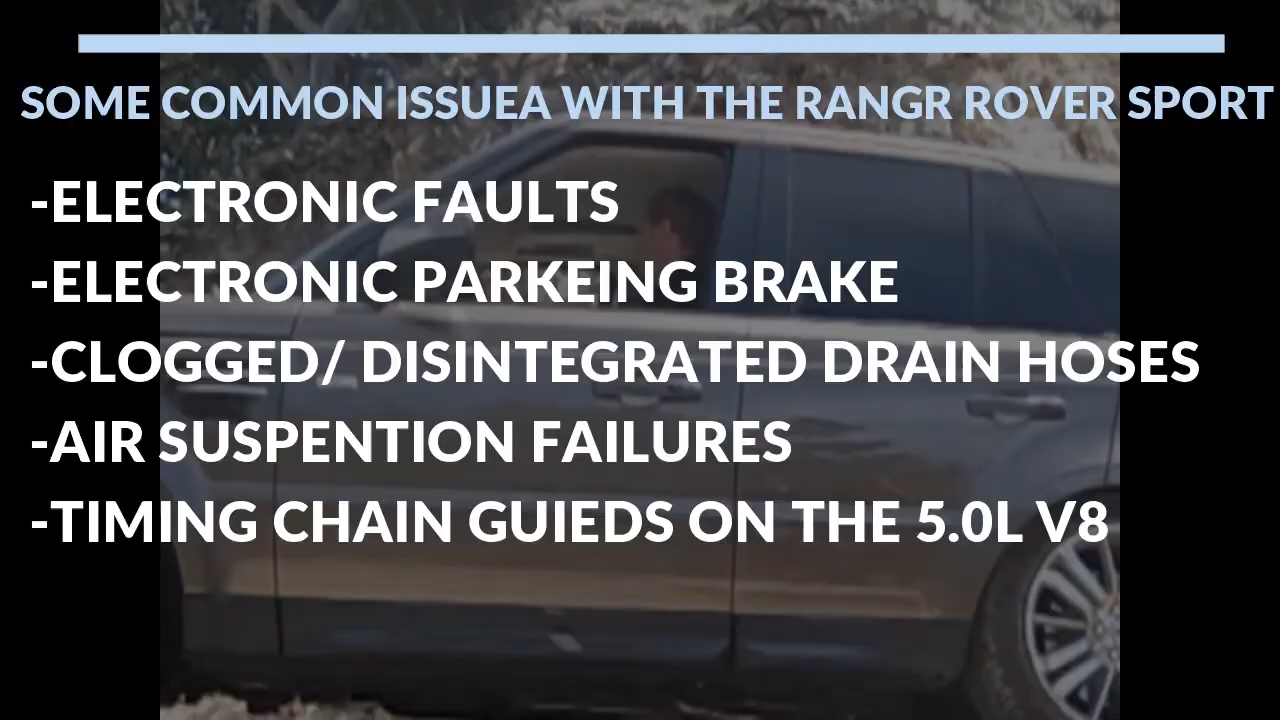 SOME COMMON ISSUEA WITH THE RANGR ROVER SPORT
-ELECTRONIC FAULTS
-ELECTRONIC PARKEING BRAKE
-CLOGGED/ DISINTEGRATED DRAIN HOSES
-AIR SUSPENTION FAILURES
-TIMING CHAIN GUIEDS ON THE 5.0L V8